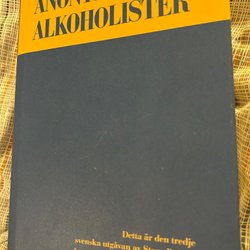 ALKOHOLISTER
Detta är den tredje
svenska utgåvan av